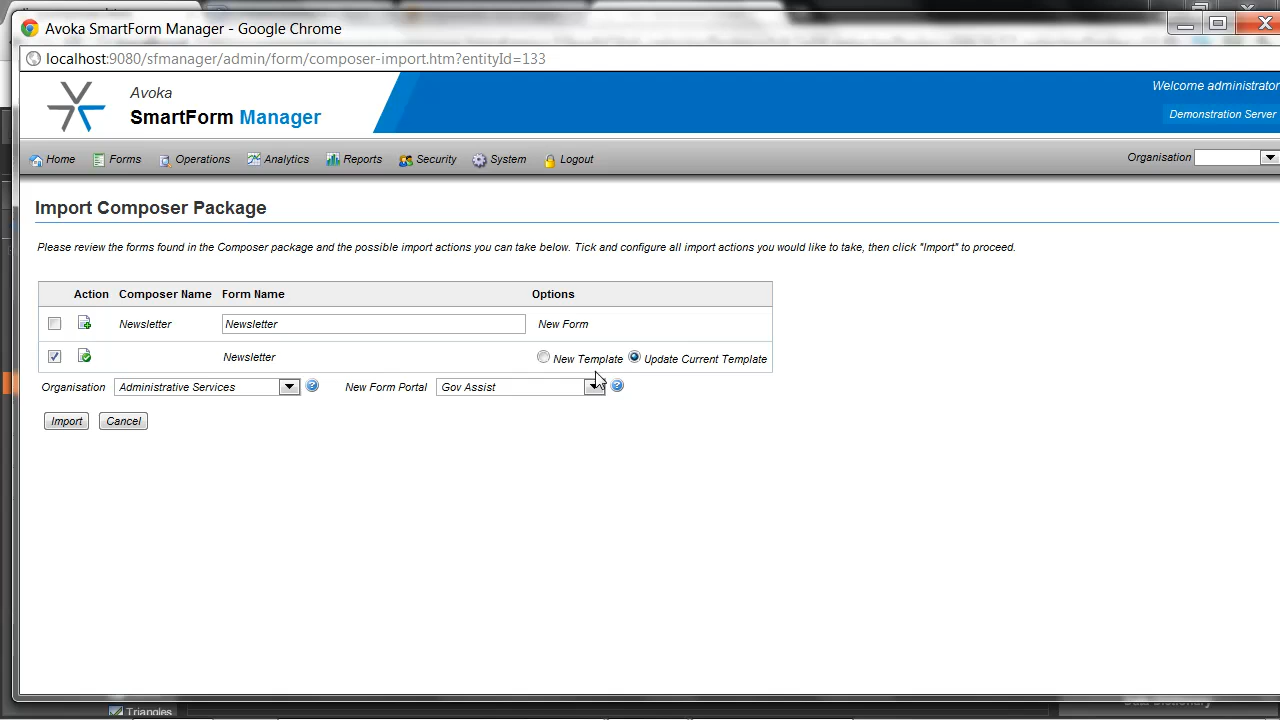 Avoka SmartForm Manager - Google Chrome
localhost:9080/sfmanager/admin/form/composer-import.htm?entityId=133
Avoka
SmartForm Manager
Welcome administrator
Demonstration Server
Home Forms Operations Analytics Reports Security System Logout
Organisation
Import Composer Package
Please review the forms found in the Composer package and the possible import actions you can take below. Tick and configure all import actions you would like to take, then click "Import" to proceed.
Action Composer Name Form Name Options
Newsletter Newsletter New Form
Newsletter New Template Update Current Template
Organisation Administrative Services New Form Portal Gov Assist
Import Cancel
Triangles